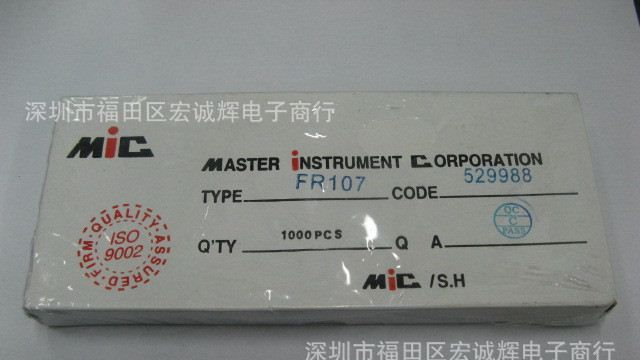 深圳市福田区宏诚辉电子商行
MiC
MASTER INSTRUMENT CORPORATION
TYPE FR107 CODE 529988
FIRM QUALITY ASSURED
ISO
9002
QC
C
PASS
Q'TY 1000PCS Q A
MiC /S.H
深圳市福田区宏诚辉电子商行